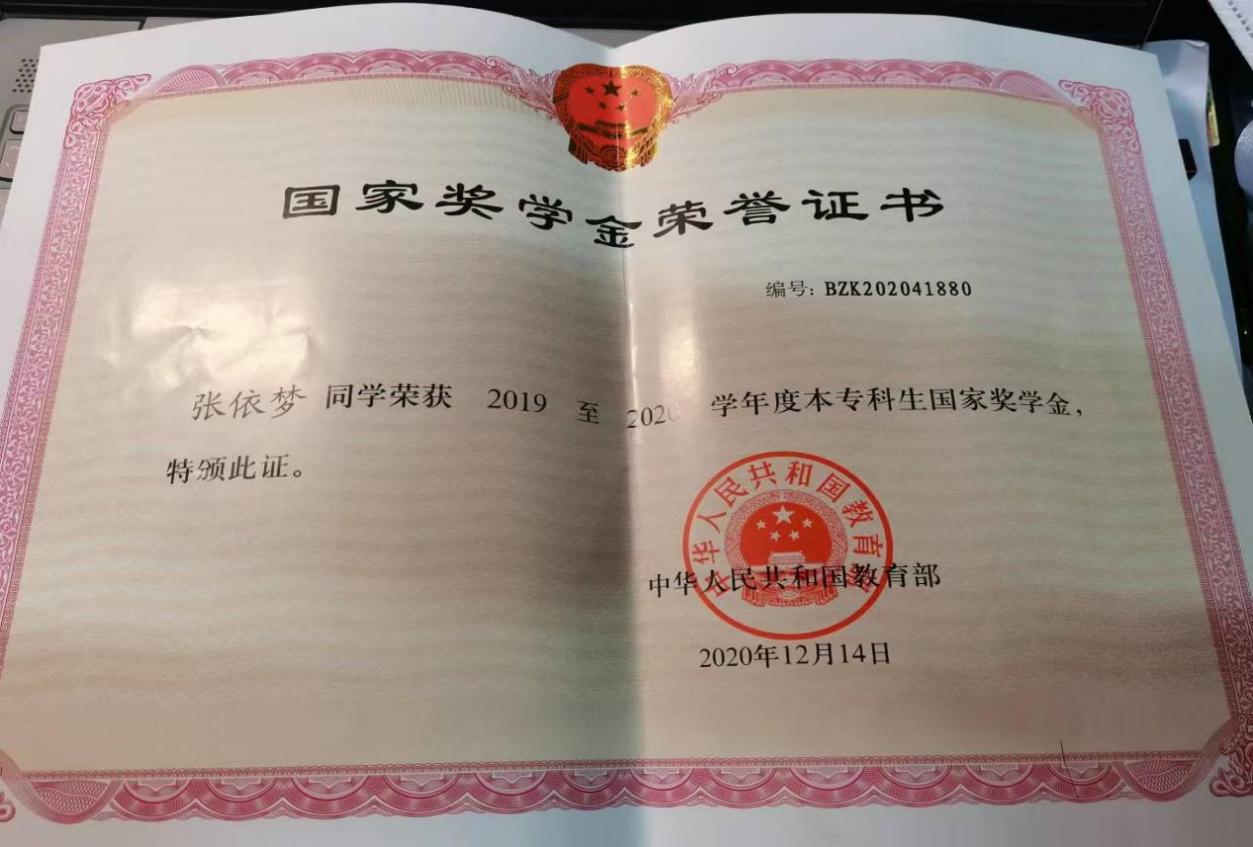 国家奖学金荣誉证书
编号: BZK202041880
张依梦 同学荣获 2019 至 2020 学年度本专科生国家奖学金，
特颁此证。
中华人民共和国教育部
中华人民共和国教育部
2020年12月14日